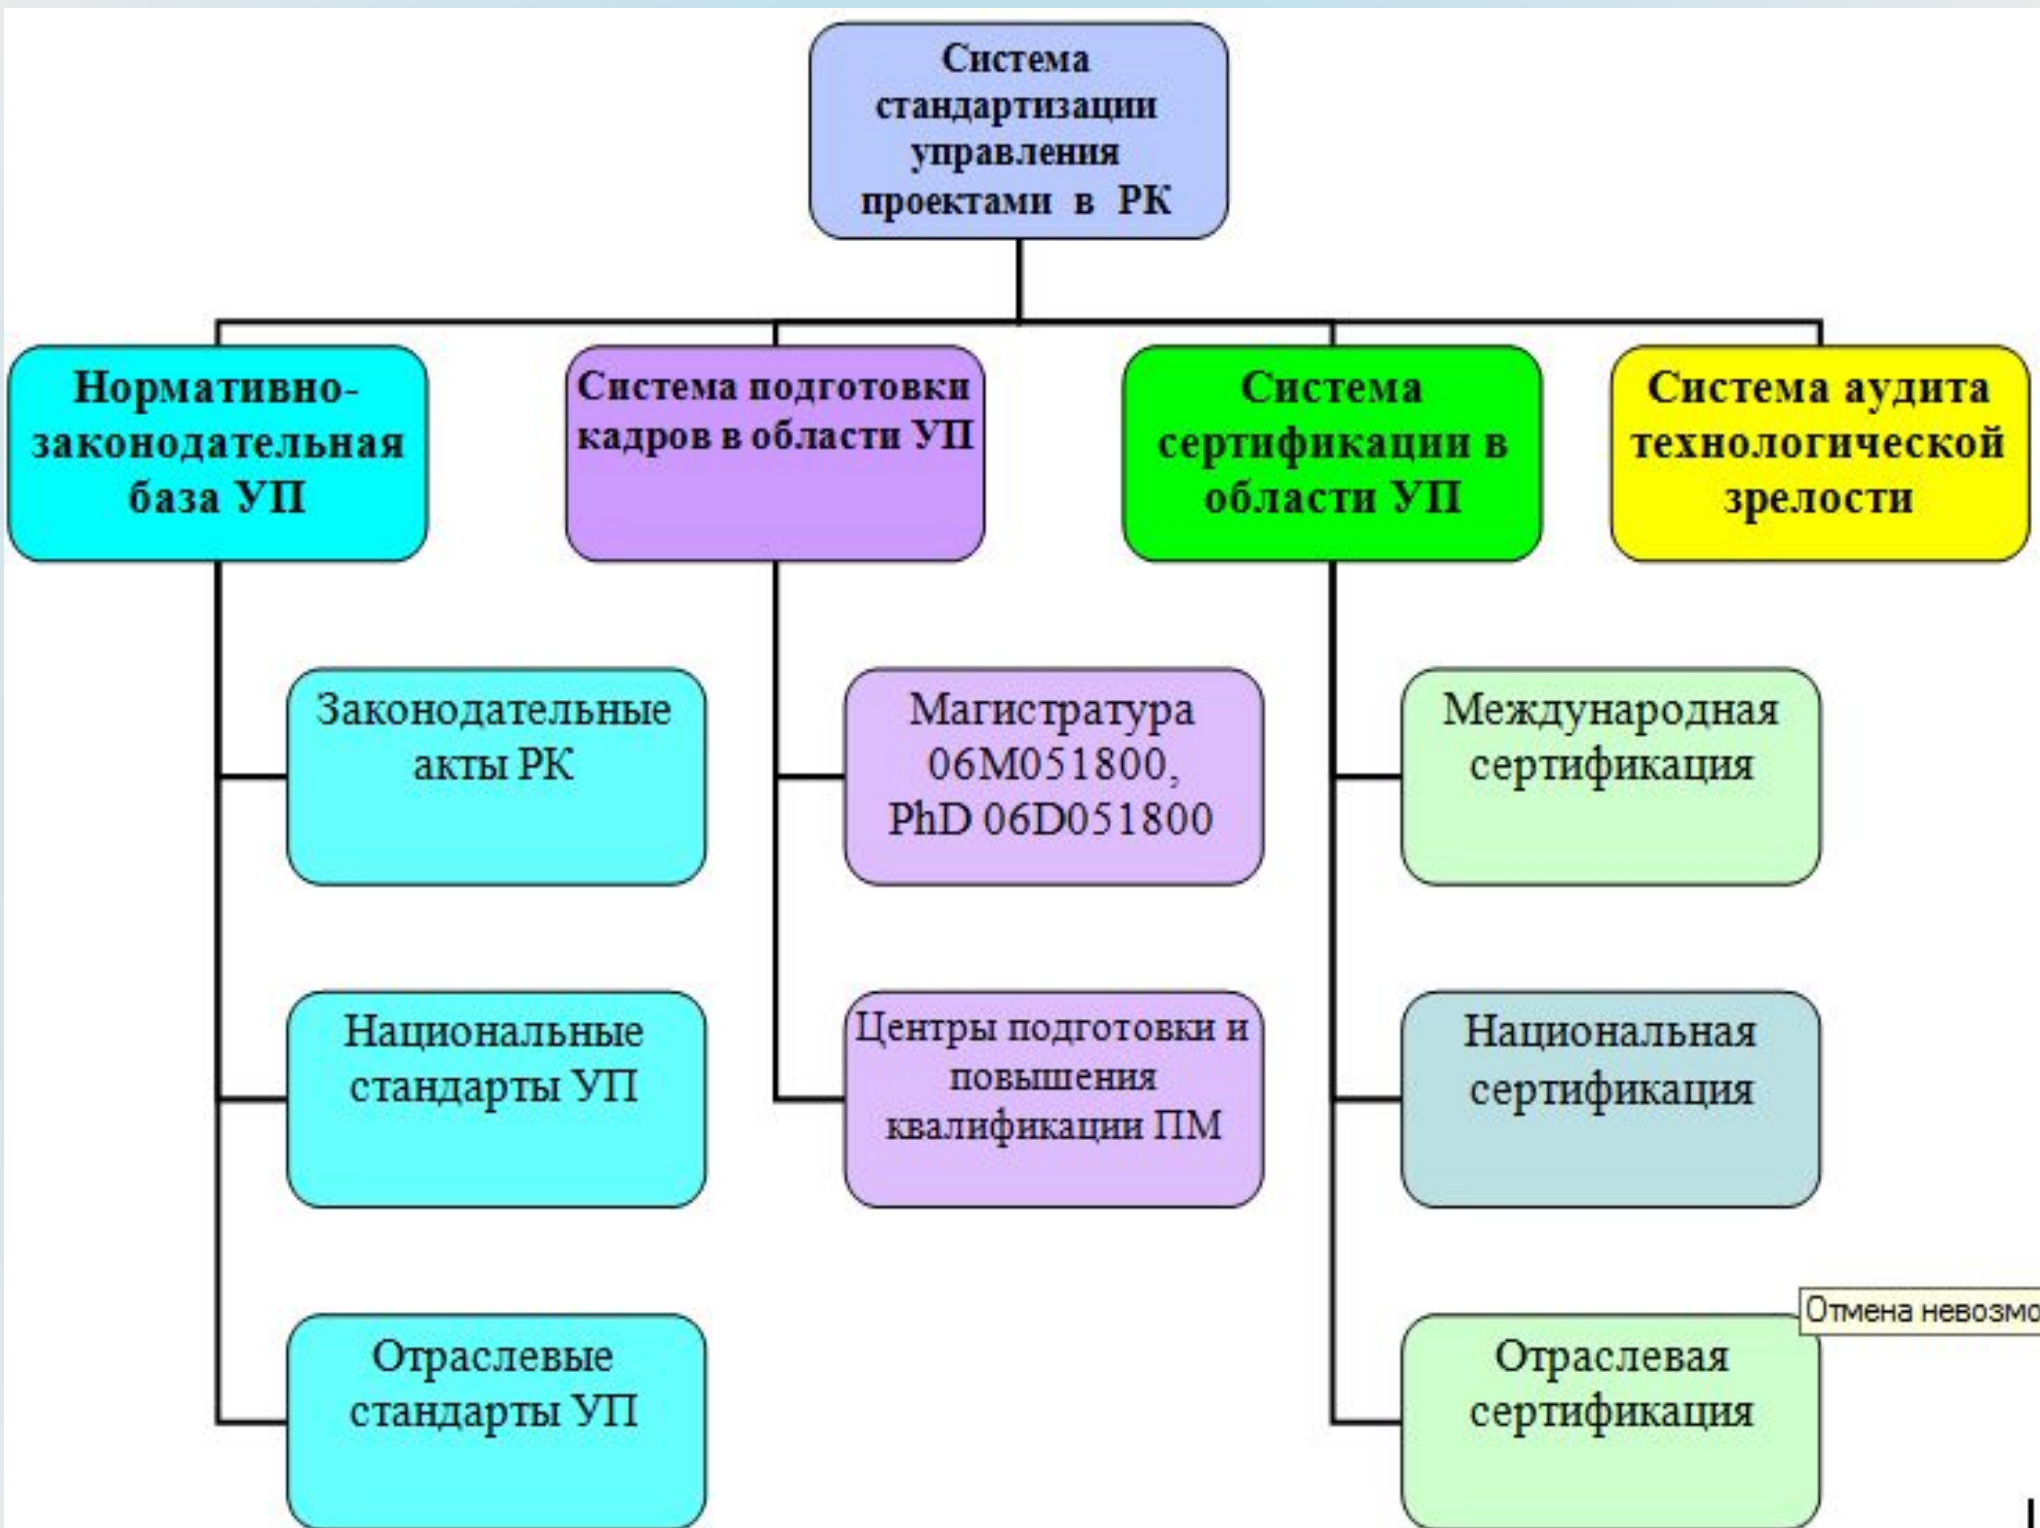 Система
стандартизации
управления
проектами в РК
Нормативно-
законодательная
база УП
Система подготовки
кадров в области УП
Система
сертификации в
области УП
Система аудита
технологической
зрелости
Законодательные
акты РК
Магистратура
06М051800,
PhD 06D051800
Международная
сертификация
Национальные
стандарты УП
Центры подготовки и
повышения
квалификации ПМ
Национальная
сертификация
Отраслевые
стандарты УП
Отраслевая
сертификация
Отмена невозмо